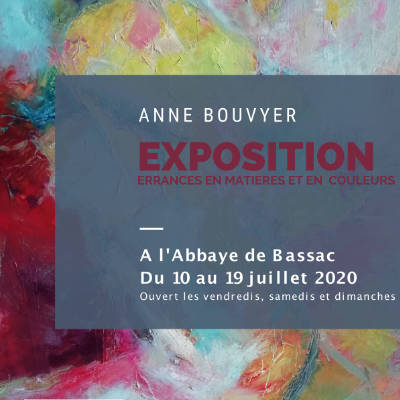 ANNE BOUVYER
EXPOSITION
ERRANCES EN MATIERES ET EN COULEURS
A l'Abbaye de Bassac
Du 10 au 19 juillet 2020
Ouvert les vendredis, samedis et dimanches